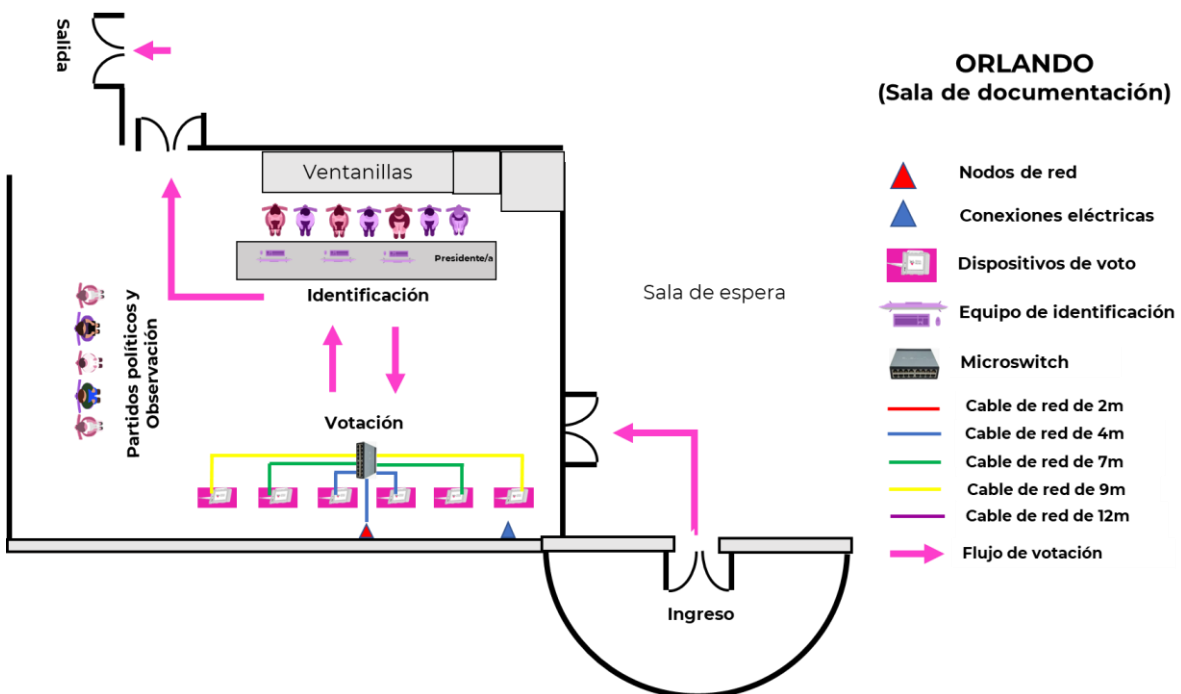 Salida
ORLANDO
(Sala de documentación)
Ventanillas
Presidente/a
Identificación
Sala de espera
Partidos políticos y
Observación
Votación
Ingreso
Nodos de red
Conexiones eléctricas
Dispositivos de voto
Equipo de identificación
Microswitch
Cable de red de 2m
Cable de red de 4m
Cable de red de 7m
Cable de red de 9m
Cable de red de 12m
Flujo de votación